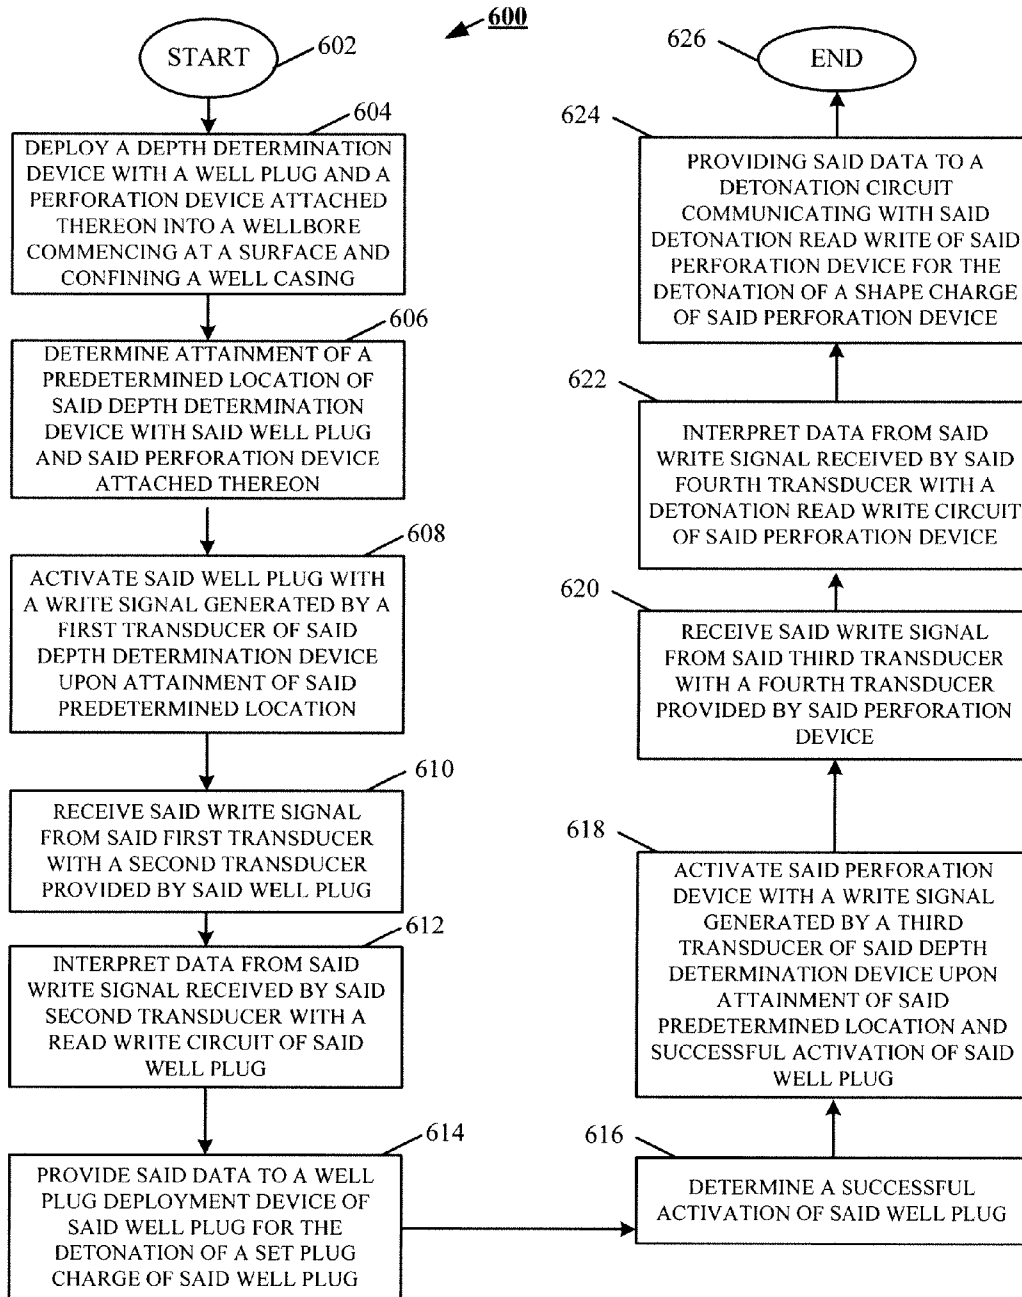 600
START
602
604
DEPLOY A DEPTH DETERMINATION
DEVICE WITH A WELL PLUG AND A
PERFORATION DEVICE ATTACHED
THEREON INTO A WELLBORE
COMMENCING AT A SURFACE AND
CONFINING A WELL CASING
606
DETERMINE ATTAINMENT OF A
PREDETERMINED LOCATION OF
SAID DEPTH DETERMINATION
DEVICE WITH SAID WELL PLUG
AND SAID PERFORATION DEVICE
ATTACHED THEREON
608
ACTIVATE SAID WELL PLUG WITH
A WRITE SIGNAL GENERATED BY A
FIRST TRANSDUCER OF SAID
DEPTH DETERMINATION DEVICE
UPON ATTAINMENT OF SAID
PREDETERMINED LOCATION
610
RECEIVE SAID WRITE SIGNAL
FROM SAID FIRST TRANSDUCER
WITH A SECOND TRANSDUCER
PROVIDED BY SAID WELL PLUG
612
INTERPRET DATA FROM SAID
WRITE SIGNAL RECEIVED BY SAID
SECOND TRANSDUCER WITH A
READ WRITE CIRCUIT OF SAID
WELL PLUG
614
PROVIDE SAID DATA TO A WELL
PLUG DEPLOYMENT DEVICE OF
SAID WELL PLUG FOR THE
DETONATION OF A SET PLUG
CHARGE OF SAID WELL PLUG
616
DETERMINE A SUCCESSFUL
ACTIVATION OF SAID WELL PLUG
618
ACTIVATE SAID PERFORATION
DEVICE WITH A WRITE SIGNAL
GENERATED BY A THIRD
TRANSDUCER OF SAID DEPTH
DETERMINATION DEVICE UPON
ATTAINMENT OF SAID
PREDETERMINED LOCATION AND
SUCCESSFUL ACTIVATION OF SAID
WELL PLUG
620
RECEIVE SAID WRITE SIGNAL
FROM SAID THIRD TRANSDUCER
WITH A FOURTH TRANSDUCER
PROVIDED BY SAID PERFORATION
DEVICE
622
INTERPRET DATA FROM SAID
WRITE SIGNAL RECEIVED BY SAID
FOURTH TRANSDUCER WITH A
DETONATION READ WRITE CIRCUIT
OF SAID PERFORATION DEVICE
624
PROVIDING SAID DATA TO A
DETONATION CIRCUIT
COMMUNICATING WITH SAID
DETONATION READ WRITE OF SAID
PERFORATION DEVICE FOR THE
DETONATION OF A SHAPE CHARGE
OF SAID PERFORATION DEVICE
626
END